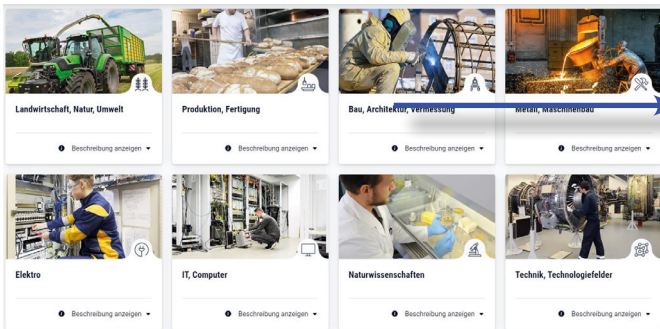 Landwirtschaft, Natur, Umwelt
Produktion, Fertigung
Bau, Architektur, Vermessung
Metall, Maschinenbau
Beschreibung anzeigen
Beschreibung anzeigen
Beschreibung anzeigen
Beschreibung anzeigen
Elektro
IT, Computer
Naturwissenschaften
Technik, Technologiefelder
Beschreibung anzeigen
Beschreibung anzeigen
Beschreibung anzeigen
Beschreibung anzeigen